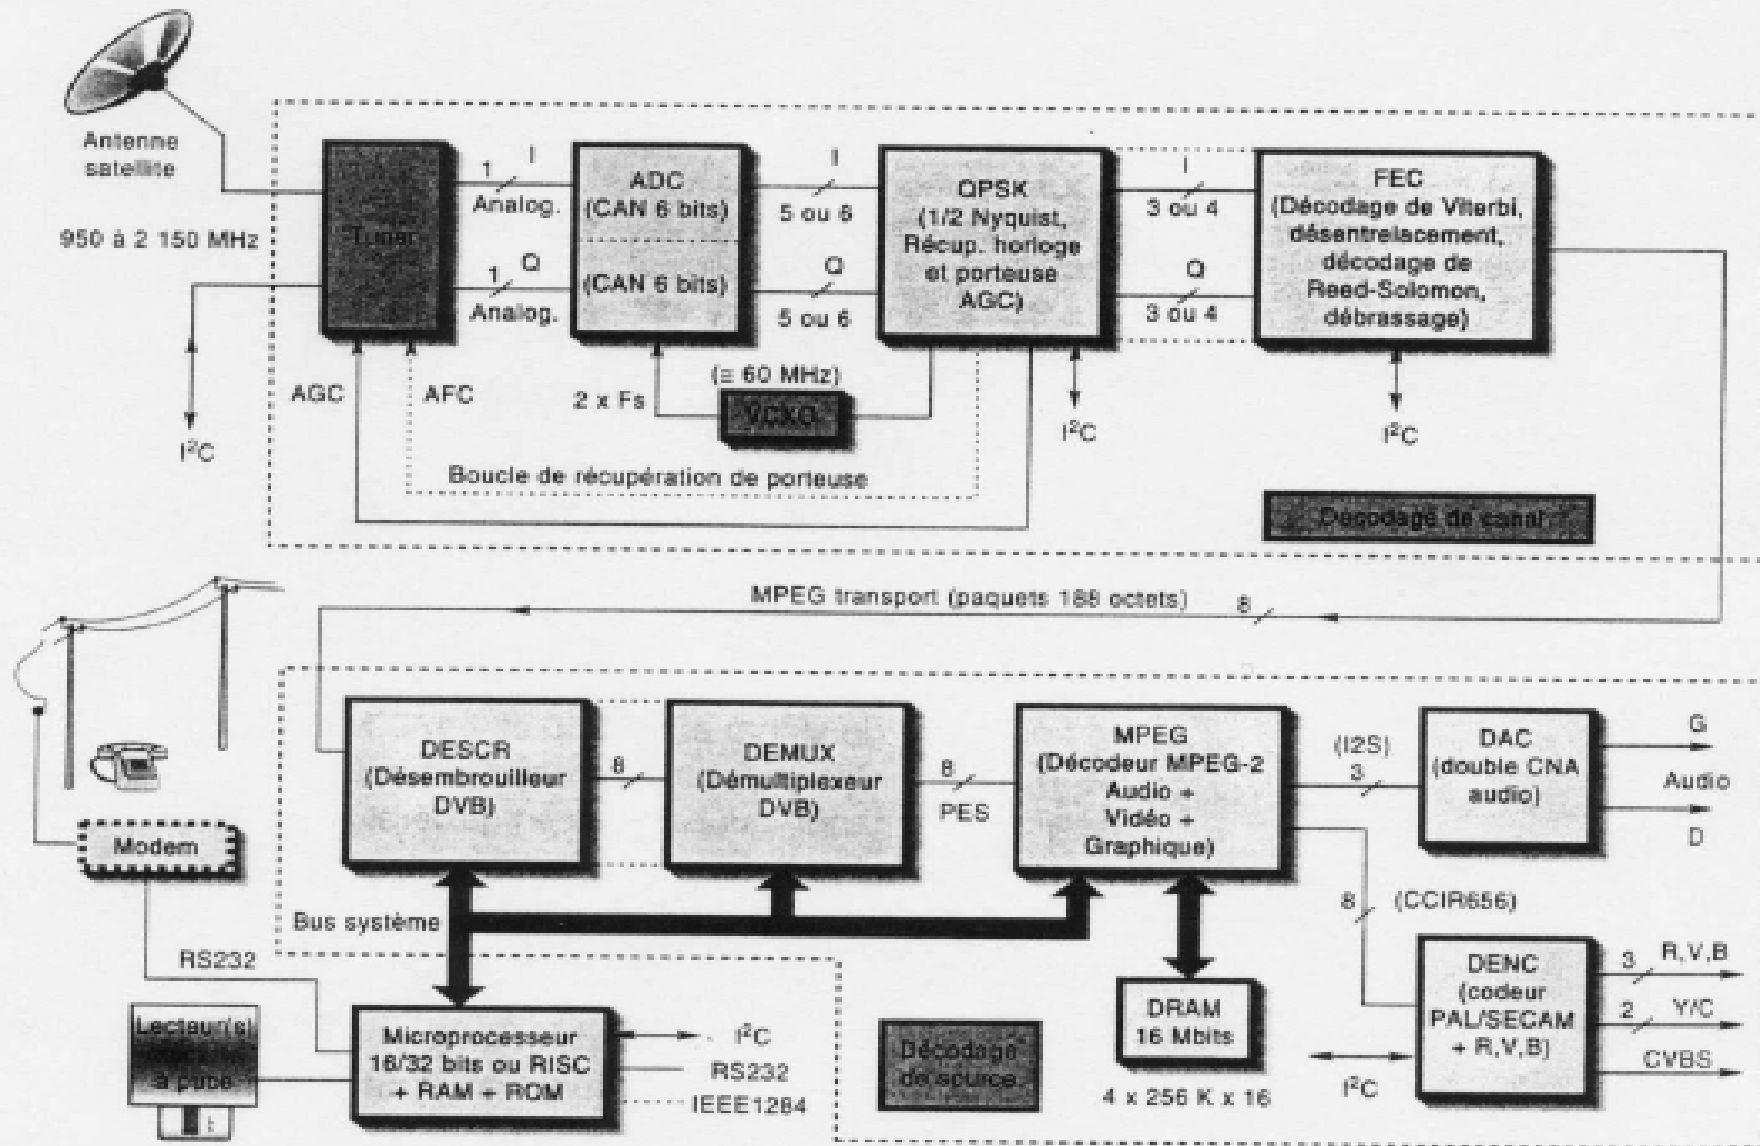 Antenne
satellite
950 à 2 150 MHz
I²C
Tuner
1
I
Analog.
1
Q
Analog.
ADC
(CAN 6 bits)
(CAN 6 bits)
I
5 ou 6
Q
5 ou 6
QPSK
(1/2 Nyquist,
Récup. horloge
et porteuse
AGC)
I
3 ou 4
Q
3 ou 4
FEC
(Décodage de Viterbi,
désentrelacement,
décodage de
Reed-Solomon,
débrassage)
AGC
AFC
2 x Fs
(≅ 60 MHz)
VCXO
I²C
I²C
Boucle de récupération de porteuse
Décodage de canal
MPEG transport (paquets 188 octets)
8
DESCR
(Désembrouilleur
DVB)
8
DEMUX
(Démultiplexeur
DVB)
8
PES
MPEG
(Décodeur MPEG-2
Audio +
Vidéo +
Graphique)
(I2S)
3
DAC
(double CNA
audio)
G
Audio
D
Modem
Bus système
8
(CCIR656)
RS232
Lecteur(s)
à puce
Microprocesseur
16/32 bits ou RISC
+ RAM + ROM
I²C
RS232
IEEE1284
Décodage
de source
DRAM
16 Mbits
4 x 256 K x 16
I²C
DENC
(codeur
PAL/SECAM
+ R,V,B)
3
R,V,B
2
Y/C
CVBS